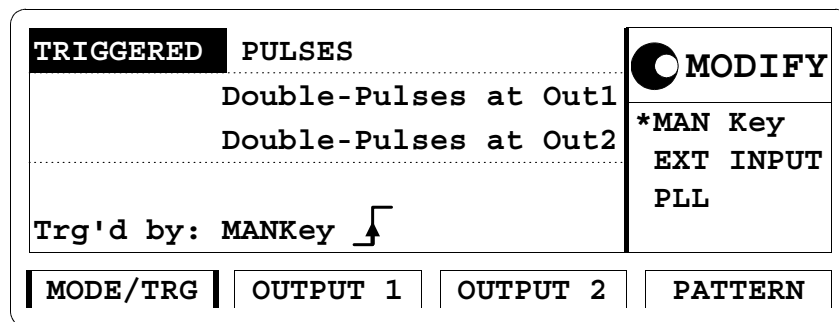 TRIGGERED PULSES
Double-Pulses at Out1
Double-Pulses at Out2
Trg'd by: MANKey
MODIFY
*MAN Key
EXT INPUT
PLL
MODE/TRG OUTPUT 1 OUTPUT 2 PATTERN